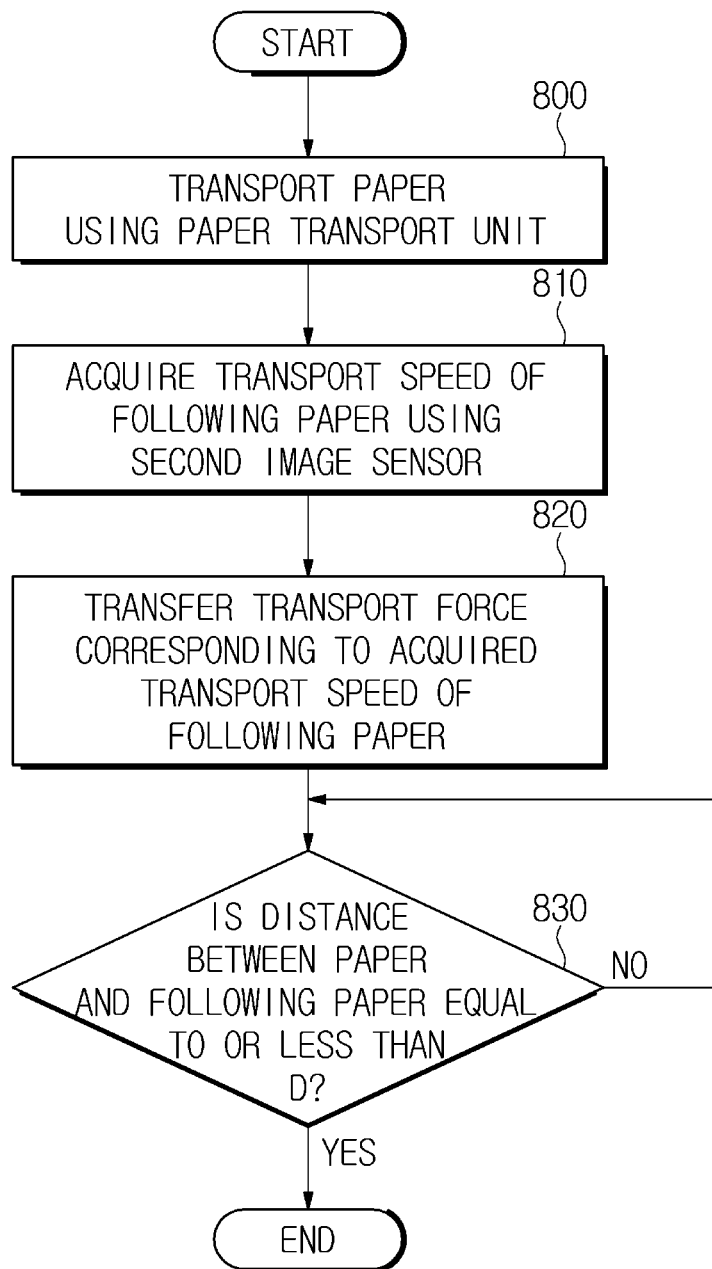 START
800
TRANSPORT PAPER
USING PAPER TRANSPORT UNIT
810
ACQUIRE TRANSPORT SPEED OF
FOLLOWING PAPER USING
SECOND IMAGE SENSOR
820
TRANSFER TRANSPORT FORCE
CORRESPONDING TO ACQUIRED
TRANSPORT SPEED OF
FOLLOWING PAPER
830
IS DISTANCE
BETWEEN PAPER
AND FOLLOWING PAPER EQUAL
TO OR LESS THAN
D?
NO
YES
END